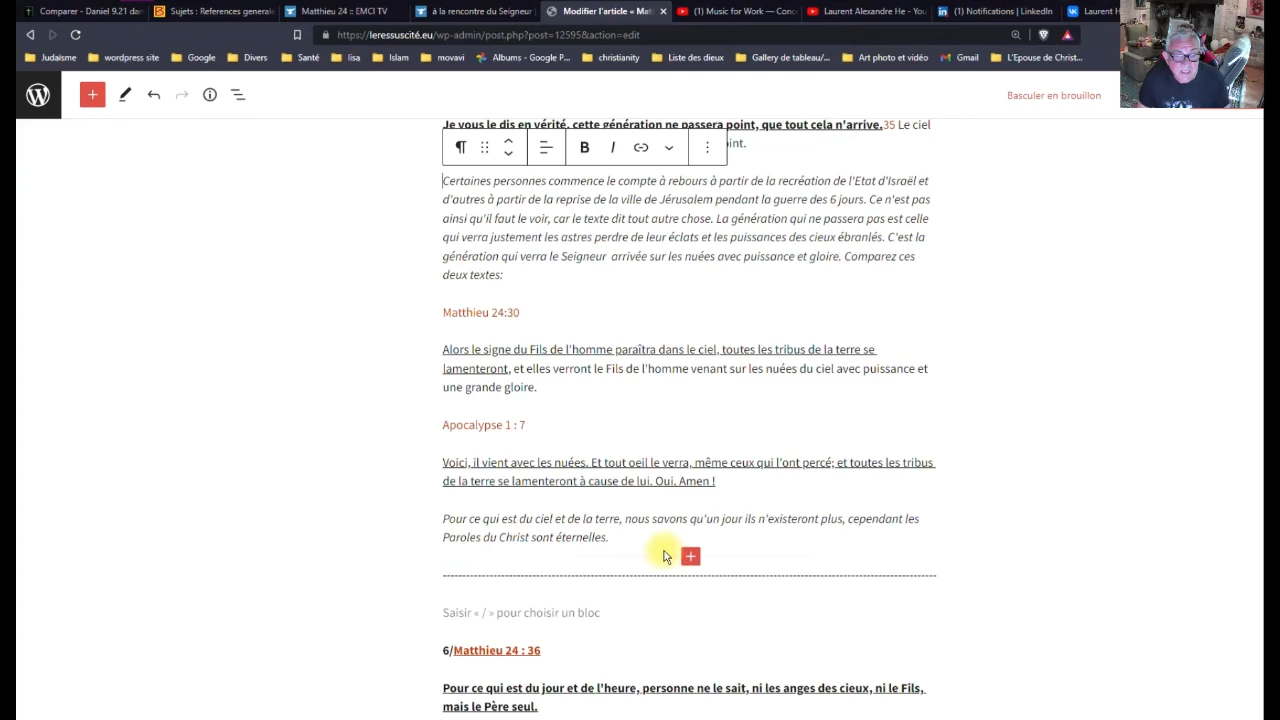 Comparer - Daniel 9.21 dan
Sujets : References generale
Matthieu 24 :: EMCI TV
à la rencontre du Seigneur
Modifier l'article « Mat
(1) Music for Work — Conc
Laurent Alexandre He - You
(1) Notifications | LinkedIn
Laurent H
https://leressuscité.eu/wp-admin/post.php?post=12595&action=edit
Judaïsme
wordpress site
Google
Divers
Santé
lisa
Islam
movavi
Albums - Google P...
christianity
Liste des dieux
Gallery de tableau/...
Art photo et vidéo
Gmail
L'Epouse de Christ...
Basculer en brouillon
Je vous le dis en vérité, cette génération ne passera point, que tout cela n'arrive.35 Le ciel
oint.
B I
Certaines personnes commence le compte à rebours à partir de la recréation de l'Etat d'Israël et
d'autres à partir de la reprise de la ville de Jérusalem pendant la guerre des 6 jours. Ce n'est pas
ainsi qu'il faut le voir, car le texte dit tout autre chose. La génération qui ne passera pas est celle
qui verra justement les astres perdre de leur éclats et les puissances des cieux ébranlés. C'est la
génération qui verra le Seigneur arrivée sur les nuées avec puissance et gloire. Comparez ces
deux textes:
Matthieu 24:30
Alors le signe du Fils de l'homme paraîtra dans le ciel, toutes les tribus de la terre se
lamenteront, et elles verront le Fils de l'homme venant sur les nuées du ciel avec puissance et
une grande gloire.
Apocalypse 1 : 7
Voici, il vient avec les nuées. Et tout oeil le verra, même ceux qui l'ont percé; et toutes les tribus
de la terre se lamenteront à cause de lui. Oui. Amen !
Pour ce qui est du ciel et de la terre, nous savons qu'un jour ils n'existeront plus, cependant les
Paroles du Christ sont éternelles.
Saisir « / » pour choisir un bloc
6/Matthieu 24 : 36
Pour ce qui est du jour et de l'heure, personne ne le sait, ni les anges des cieux, ni le Fils,
mais le Père seul.